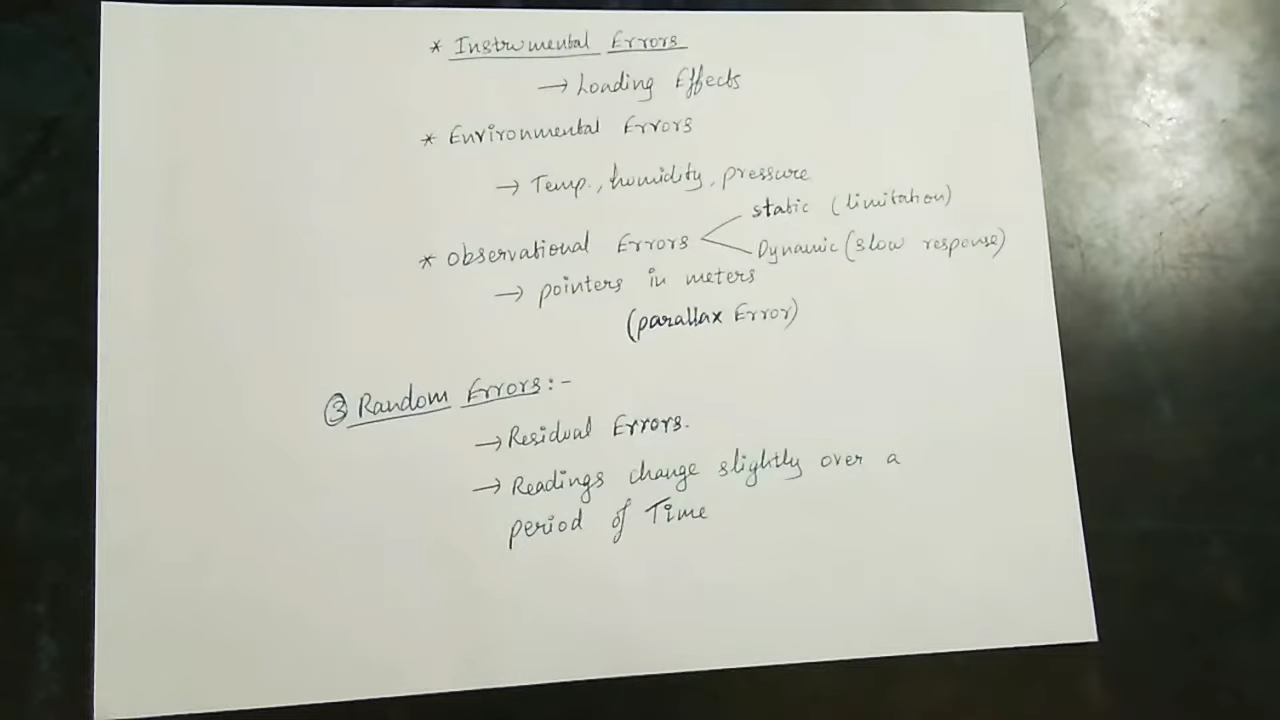 * Instrumental Errors
→ Loading Effects
* Environmental Errors
→ Temp., humidity, pressure
static (limitation)
* Observational Errors
Dynamic (slow response)
→ pointers in meters
(parallax Error)
③ Random Errors:-
→ Residual Errors.
→ Readings change slightly over a
period of Time